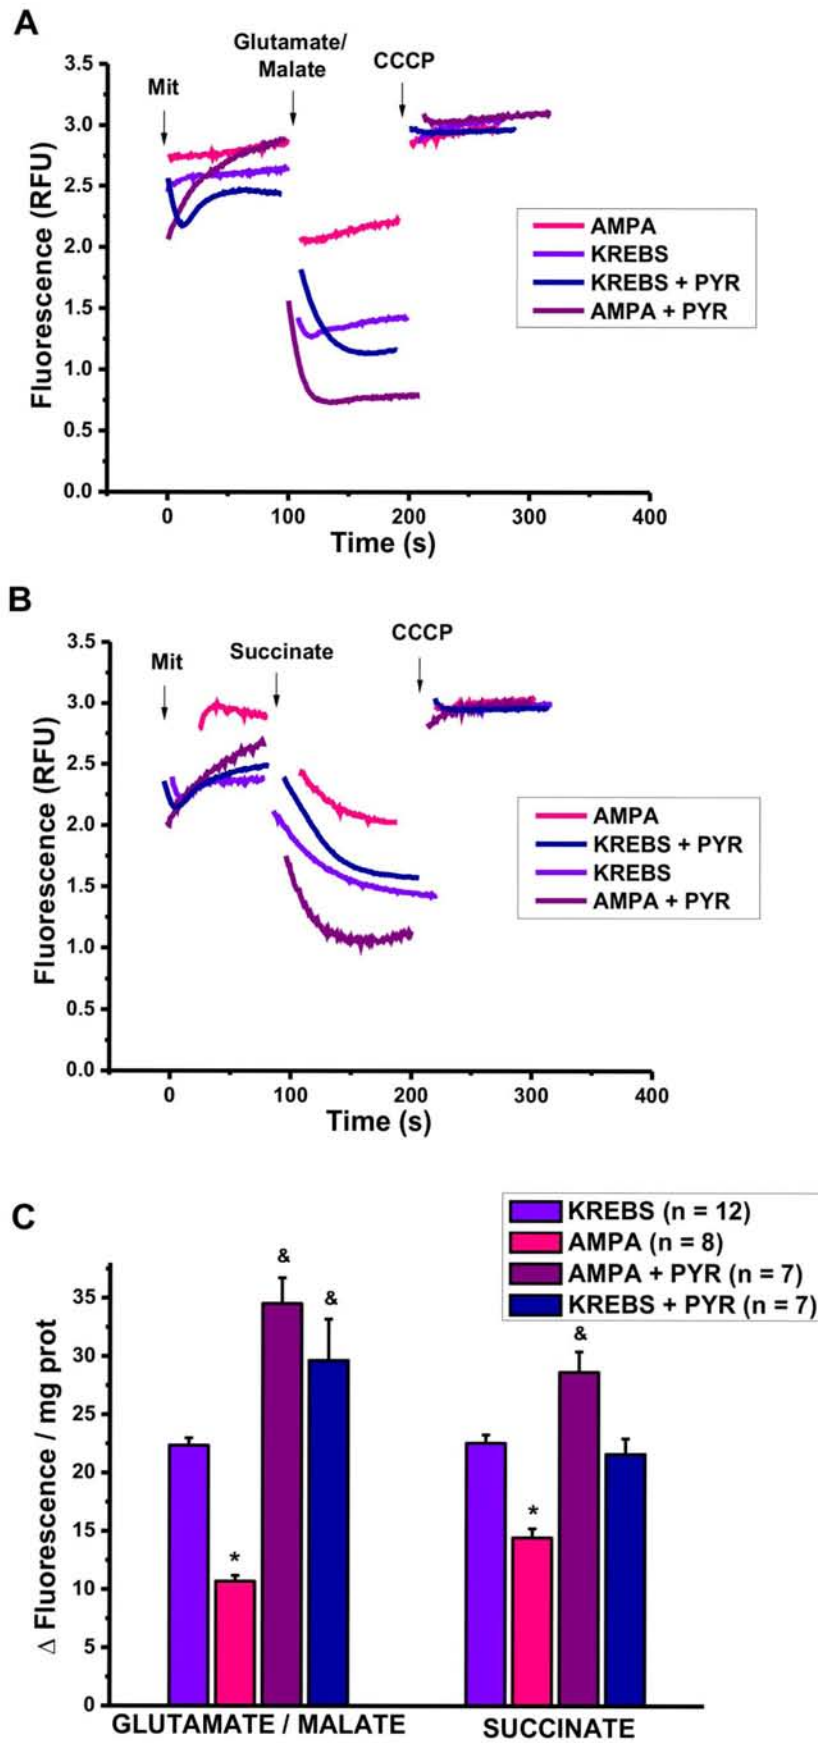 A
Glutamate/
Malate
CCCP
Mit
3.5
3.0
2.5
2.0
1.5
1.0
0.5
0.0
Fluorescence (RFU)
AMPA
KREBS
KREBS + PYR
AMPA + PYR
0 100 200 300 400
Time (s)
B
CCCP
Succinate
Mit
3.5
3.0
2.5
2.0
1.5
1.0
0.5
0.0
Fluorescence (RFU)
AMPA
KREBS + PYR
KREBS
AMPA + PYR
0 100 200 300 400
Time (s)
C
KREBS (n = 12)
AMPA (n = 8)
AMPA + PYR (n = 7)
KREBS + PYR (n = 7)
35
30
25
20
15
10
5
0
Δ Fluorescence / mg prot
&
&
&
*
*
GLUTAMATE / MALATE
SUCCINATE